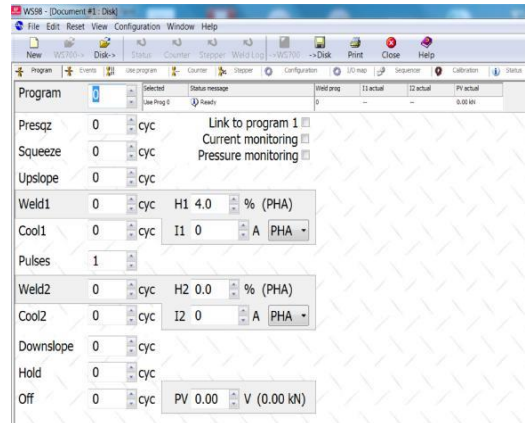 WS98 - [Document #1 : Disk]
File Edit Reset View Configuration Window Help
New WS700-> Disk-> Status Counter Stepper Weld Log ->WS700 ->Disk Print Close Help
Program Events Use program Counter Stepper Configuration I/O map Sequence Calibration Status
Program 0 Selected Status message Weld prog I1 actual I2 actual PV actual
Use Prog 0 Ready 0 -- -- 0.00 kN
Presqz 0 cyc Link to program 1
Current monitoring
Squeeze 0 cyc Pressure monitoring
Upslope 0 cyc
Weld1 0 cyc H1 4.0 % (PHA)
Cool1 0 cyc I1 0 A PHA
Pulses 1
Weld2 0 cyc H2 0.0 % (PHA)
Cool2 0 cyc I2 0 A PHA
Downslope 0 cyc
Hold 0 cyc
Off 0 cyc PV 0.00 V (0.00 kN)